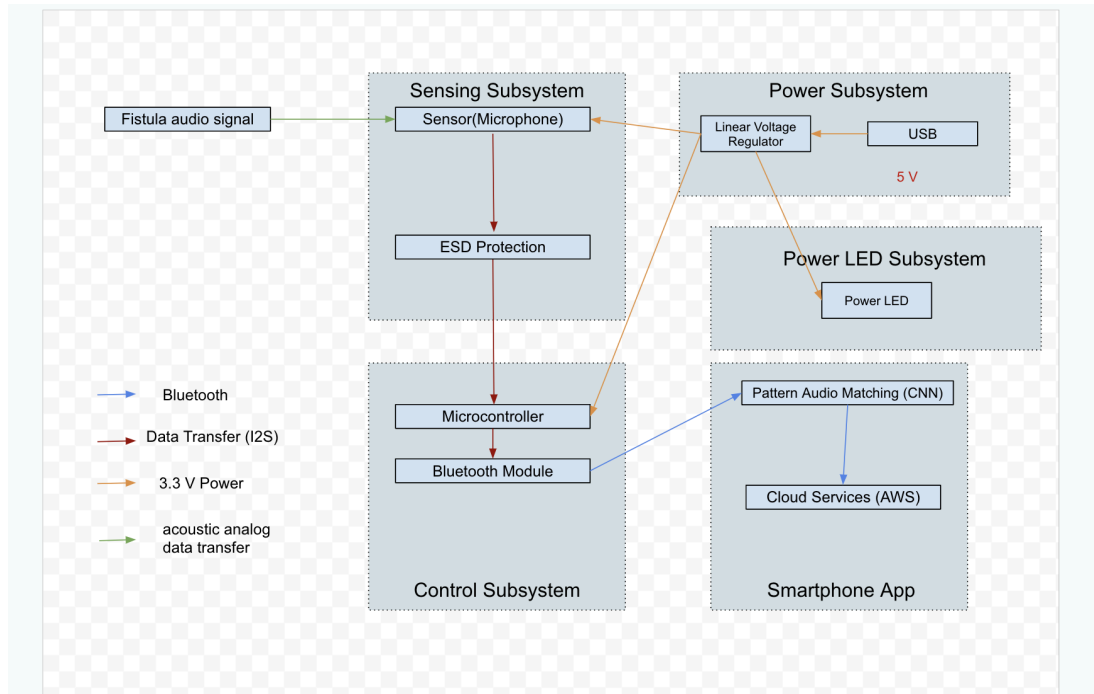 Sensing Subsystem
Power Subsystem
Fistula audio signal
Sensor(Microphone)
Linear Voltage
Regulator
USB
5 V
ESD Protection
Power LED Subsystem
Power LED
Bluetooth
Data Transfer (I2S)
3.3 V Power
acoustic analog
data transfer
Microcontroller
Bluetooth Module
Control Subsystem
Pattern Audio Matching (CNN)
Cloud Services (AWS)
Smartphone App